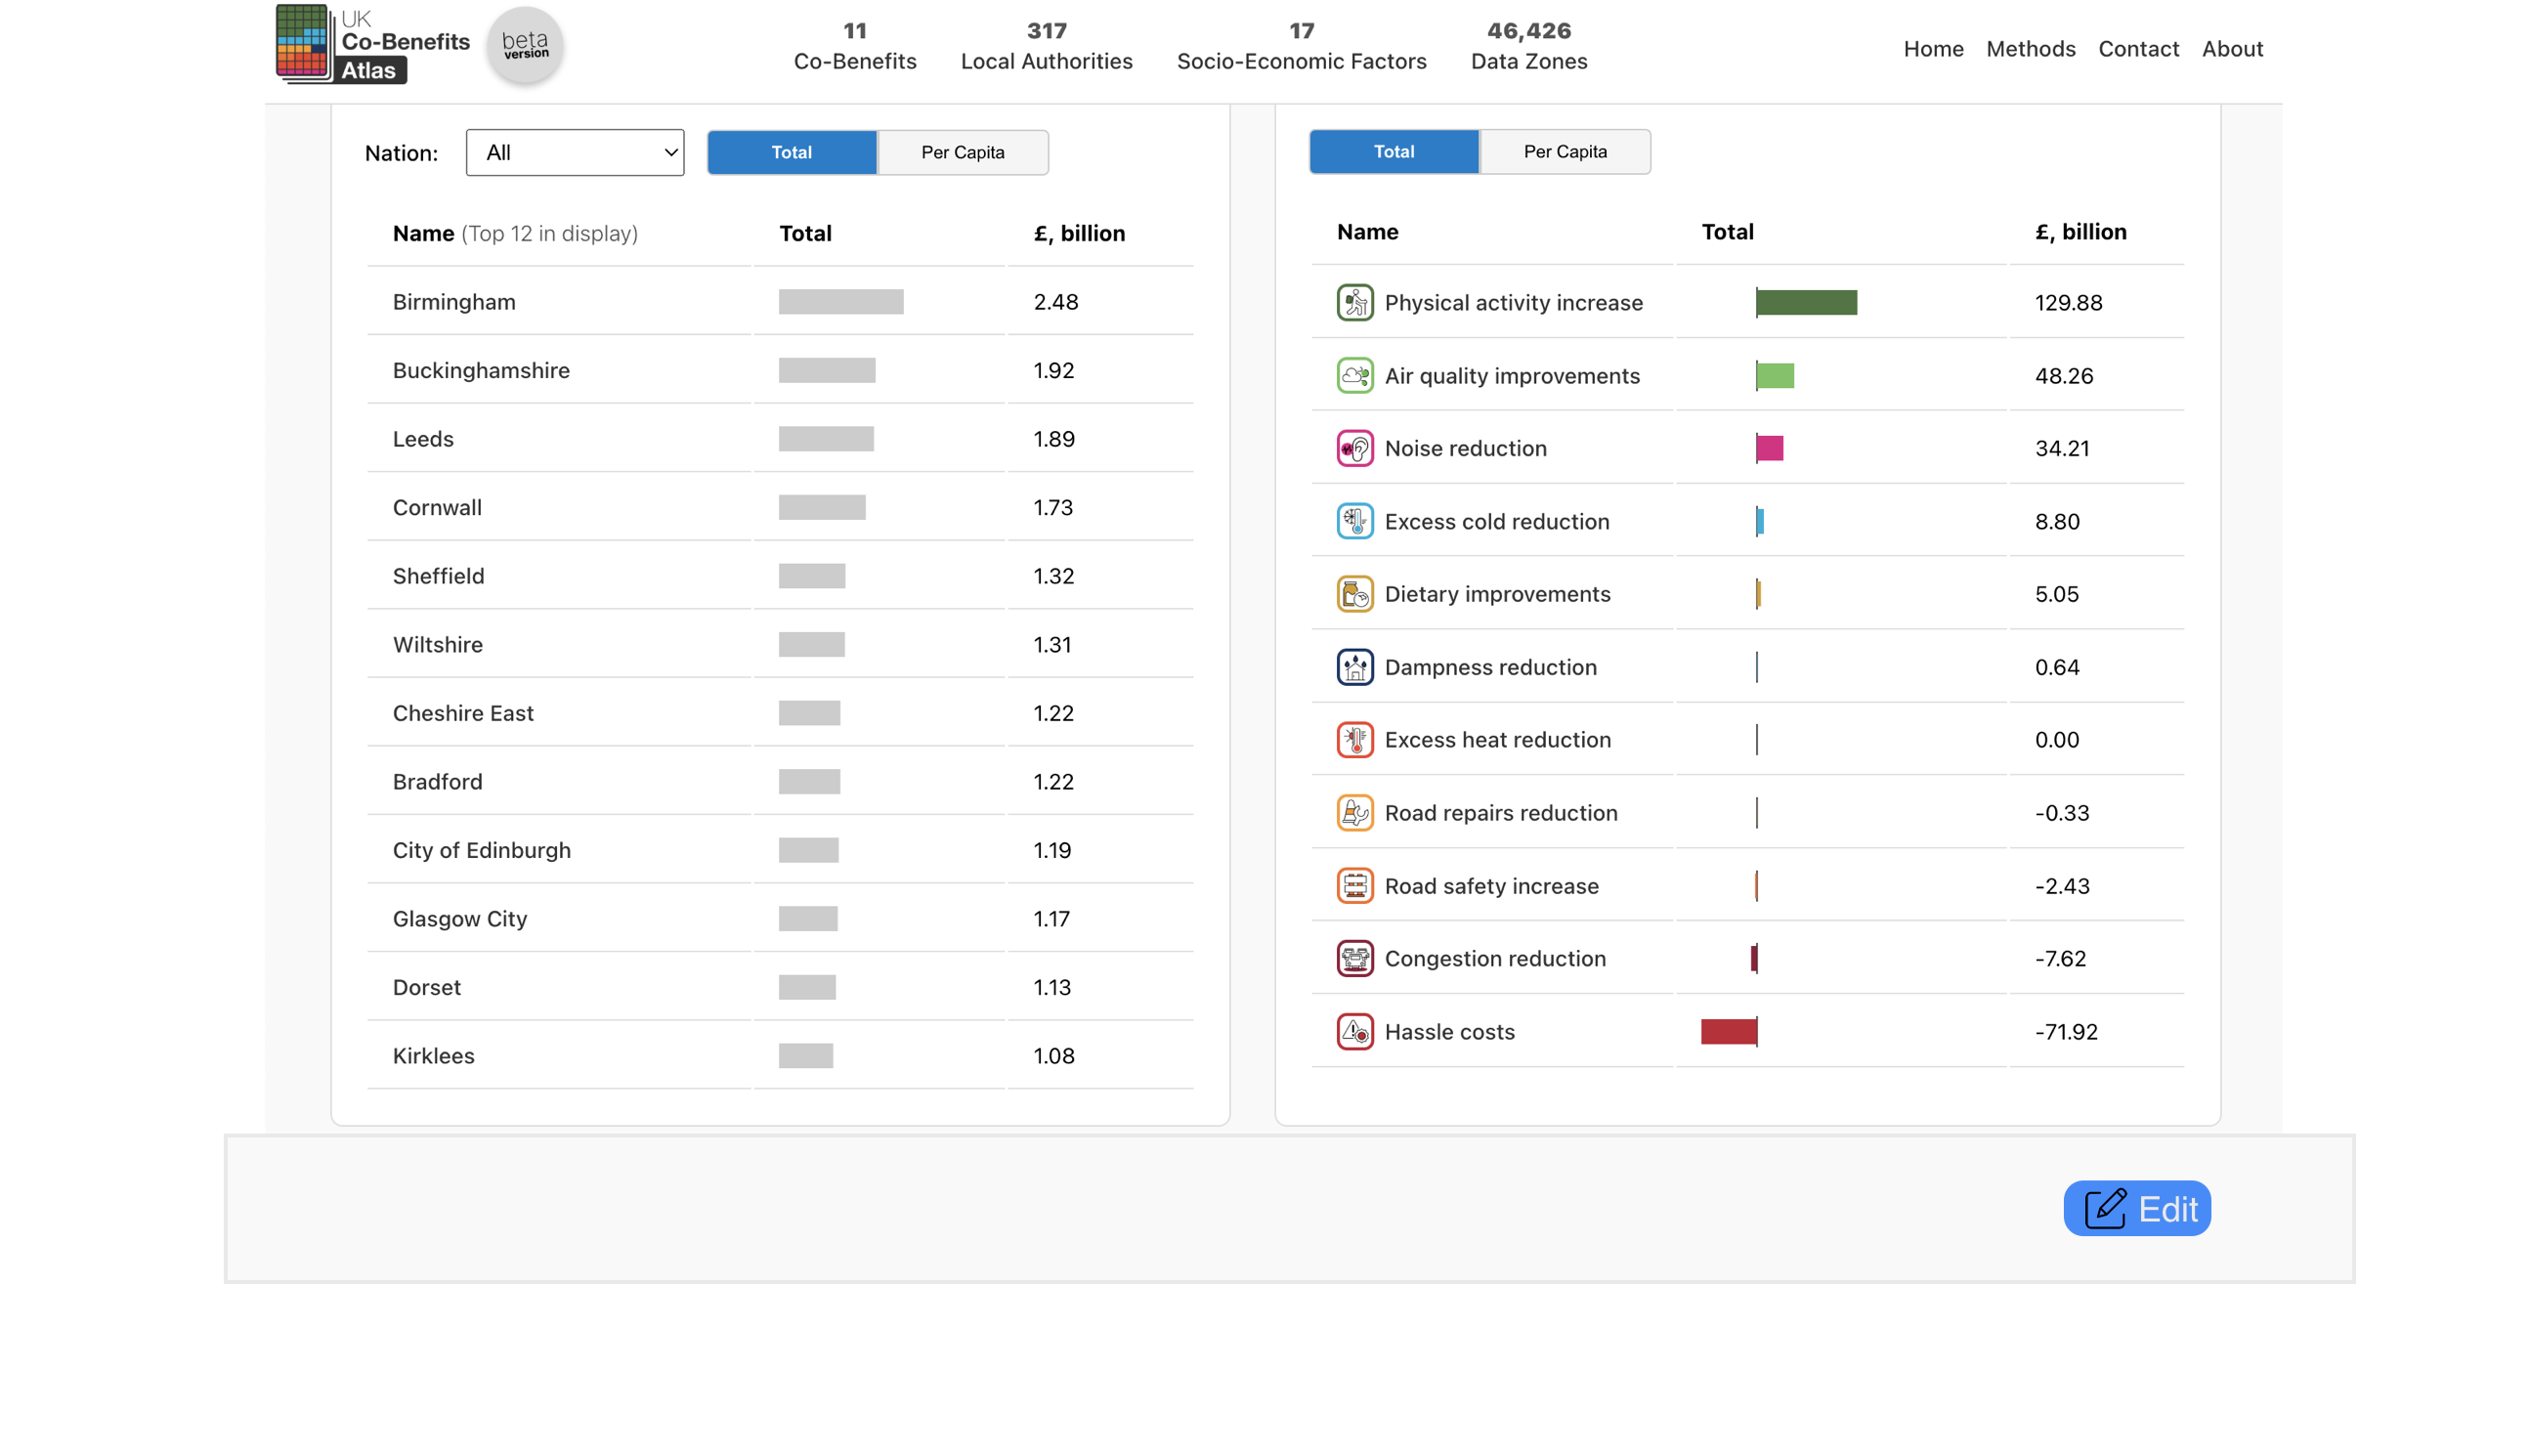 UK
Co-Benefits
Atlas
beta
version
11
Co-Benefits
317
Local Authorities
17
Socio-Economic Factors
46,426
Data Zones
Home Methods Contact About
Nation: All Total Per Capita
Name (Top 12 in display) Total £, billion
Birmingham 2.48
Buckinghamshire 1.92
Leeds 1.89
Cornwall 1.73
Sheffield 1.32
Wiltshire 1.31
Cheshire East 1.22
Bradford 1.22
City of Edinburgh 1.19
Glasgow City 1.17
Dorset 1.13
Kirklees 1.08
Total Per Capita
Name Total £, billion
Physical activity increase 129.88
Air quality improvements 48.26
Noise reduction 34.21
Excess cold reduction 8.80
Dietary improvements 5.05
Dampness reduction 0.64
Excess heat reduction 0.00
Road repairs reduction -0.33
Road safety increase -2.43
Congestion reduction -7.62
Hassle costs -71.92
Edit